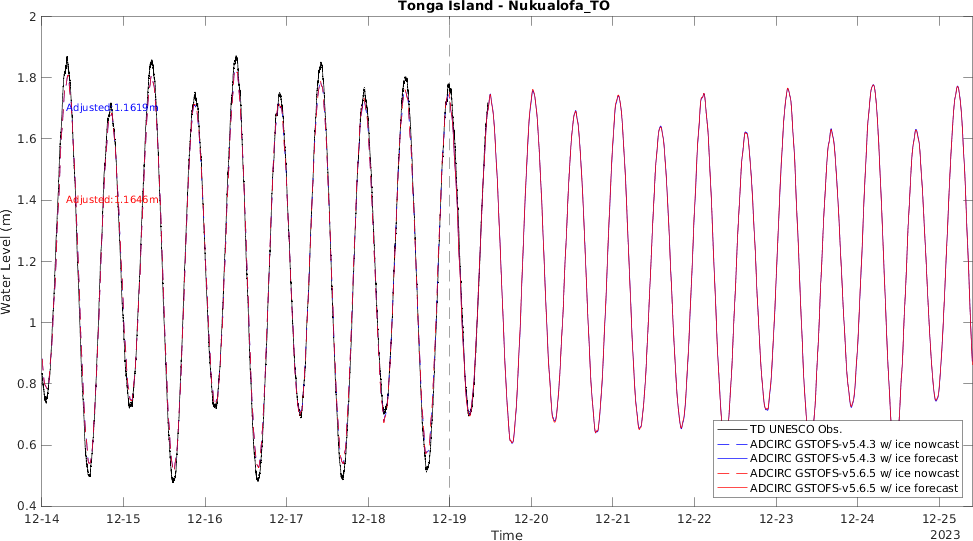 Tonga Island - Nukualofa_TO
2
1.8
1.6
1.4
1.2
1
0.8
0.6
0.4
Water Level (m)
Adjusted:1.1619m
Adjusted:1.1646m
TD UNESCO Obs.
ADCIRC GSTOFS-v5.4.3 w/ ice nowcast
ADCIRC GSTOFS-v5.4.3 w/ ice forecast
ADCIRC GSTOFS-v5.6.5 w/ ice nowcast
ADCIRC GSTOFS-v5.6.5 w/ ice forecast
12-14 12-15 12-16 12-17 12-18 12-19 12-20 12-21 12-22 12-23 12-24 12-25
Time 2023